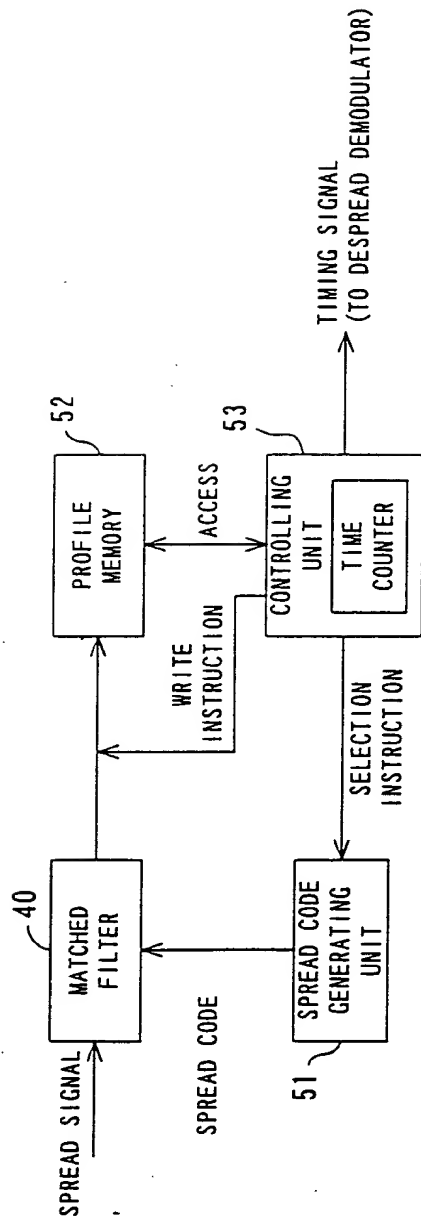 SPREAD SIGNAL
40
MATCHED
FILTER
52
PROFILE
MEMORY
WRITE
INSTRUCTION
ACCESS
SPREAD CODE
53
CONTROLLING
UNIT
TIME
COUNTER
TIMING SIGNAL
(TO DESPREAD DEMODULATOR)
SELECTION
INSTRUCTION
51
SPREAD CODE
GENERATING
UNIT